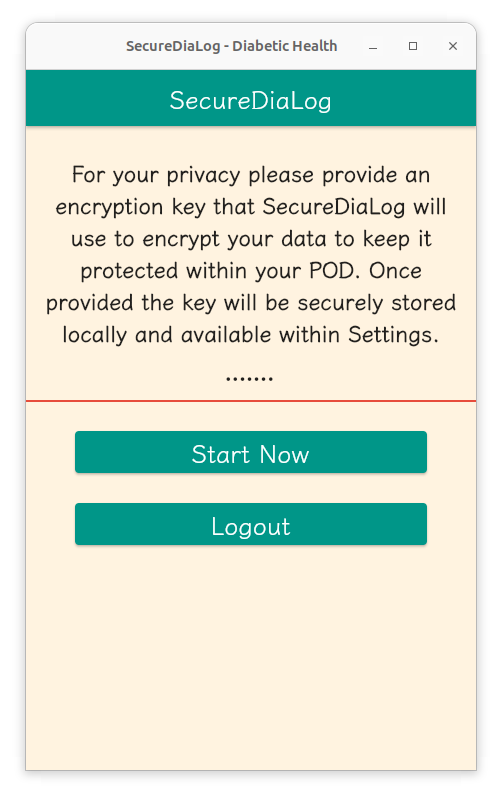 SecureDiaLog - Diabetic Health
SecureDiaLog
For your privacy please provide an
encryption key that SecureDiaLog will
use to encrypt your data to keep it
protected within your POD. Once
provided the key will be securely stored
locally and available within Settings.
•••••••
Start Now
Logout